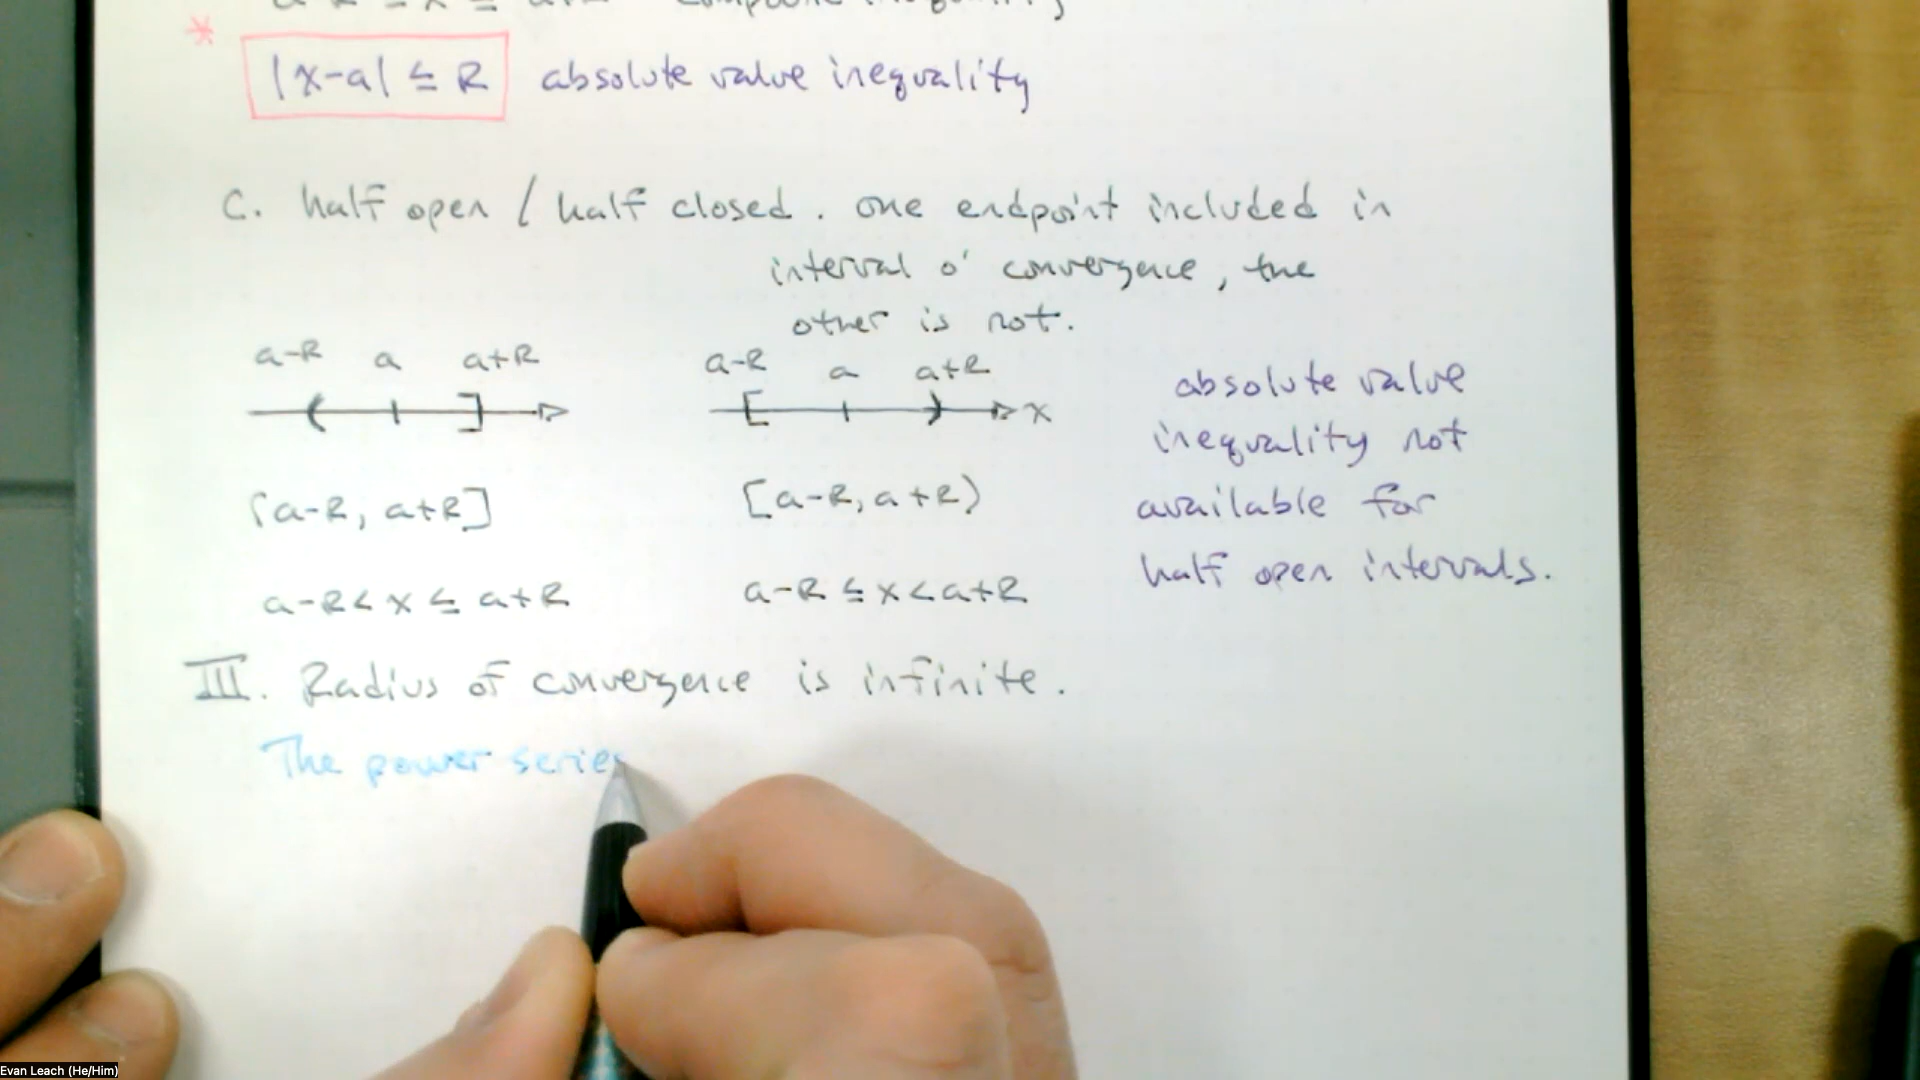 *
|x-a| ≤ R absolute value inequality
C. half open / half closed. one endpoint included in
interval o' convergence, the
other is not.
a-R a a+R
a-R a a+R
x
(a-R, a+R]
[a-R, a+R)
a-R < x ≤ a+R
a-R ≤ x < a+R
absolute value
inequality not
available for
half open intervals.
III. Radius of convergence is infinite.
The power series
Evan Leach (He/Him)